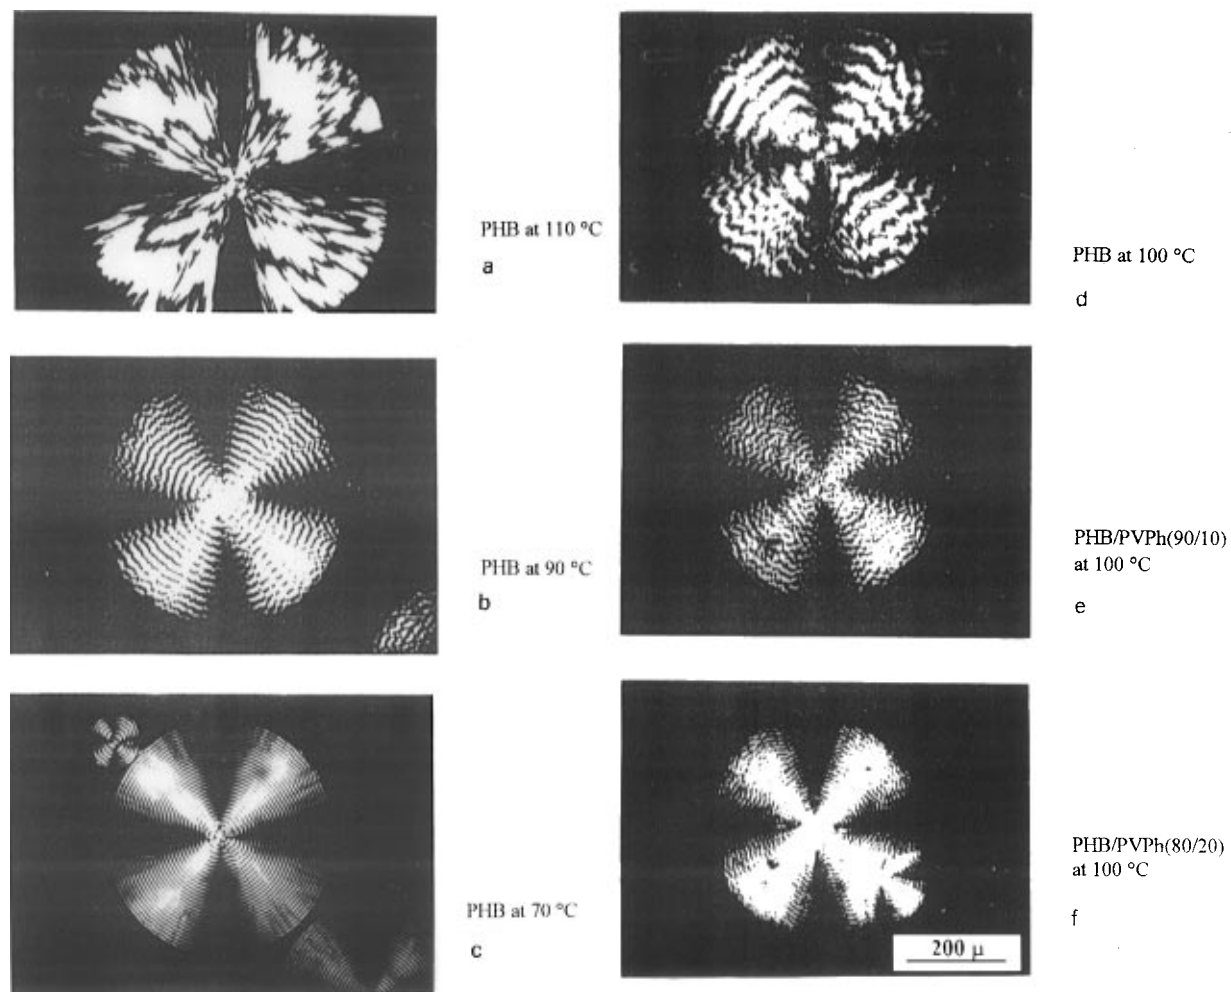 PHB at 110 °C
a
PHB at 90 °C
b
PHB at 70 °C
c
PHB at 100 °C
d
PHB/PVPh(90/10)
at 100 °C
e
PHB/PVPh(80/20)
at 100 °C
f
200 μ